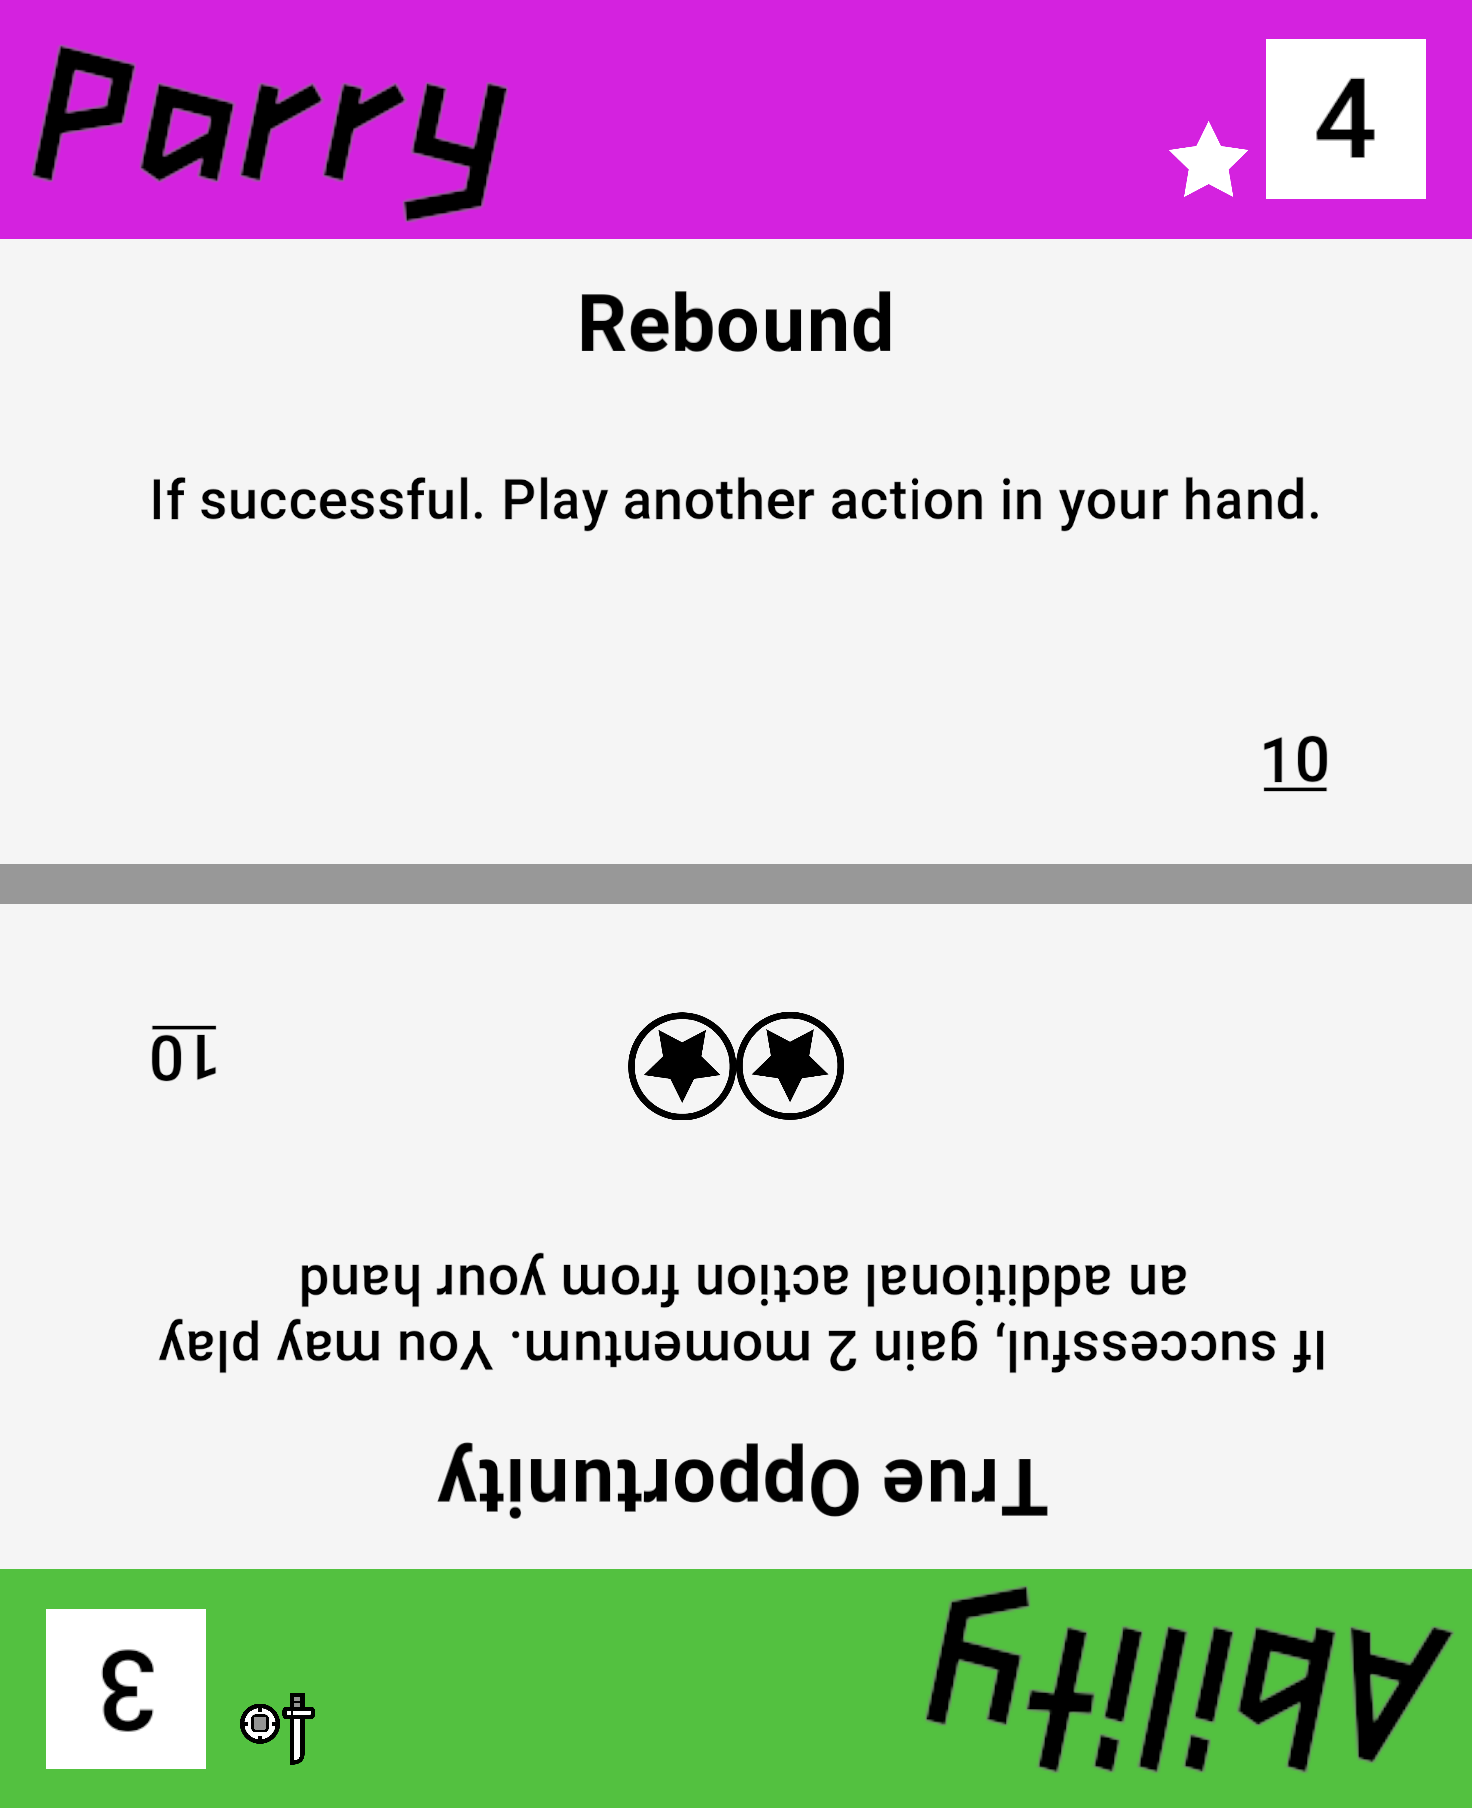 Parry
4
Rebound
If successful. Play another action in your hand.
10
Ability
3
True Opportunity
If successful, gain 2 momentum. You may play
an additional action from your hand
10